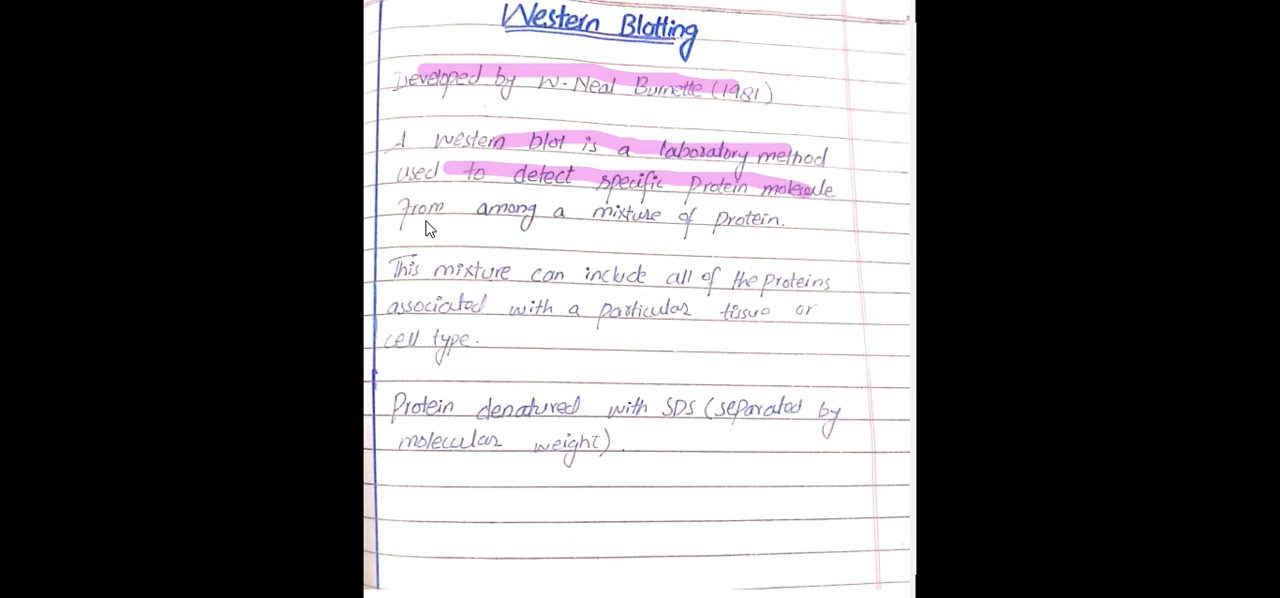 Western Blotting
Developed by W. Neal Burnette (1981)
A western blot is a laboratory method
used to detect specific Protein molecule
From among a mixture of protein.
This mixture can include all of the proteins
associated with a particular tissue or
cell type.
Protein denatured with SDS (separated by
molecular weight).